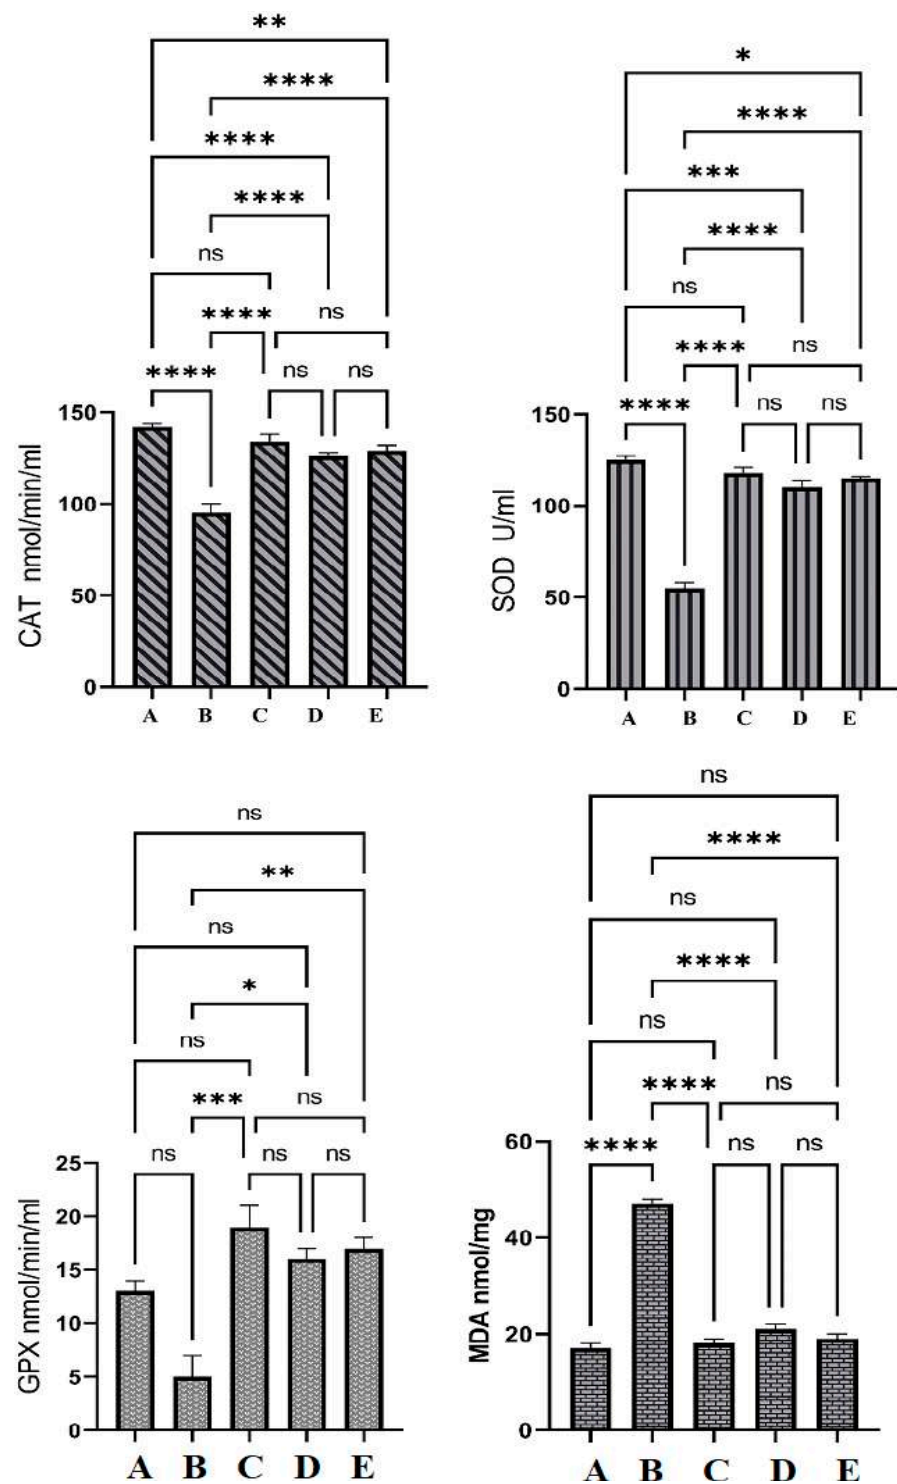 **
****
****
****
ns
**** ns
**** ns ns
CAT nmol/min/ml
150
100
50
0
A B C D E
*
****
***
****
ns
**** ns
**** ns ns
SOD U/ml
150
100
50
0
A B C D E
ns
**
ns
*
ns
*** ns
ns ns ns
GPX nmol/min/ml
25
20
15
10
5
0
A B C D E
ns
****
ns
****
ns
**** ns
**** ns ns
MDA nmol/mg
60
40
20
0
A B C D E